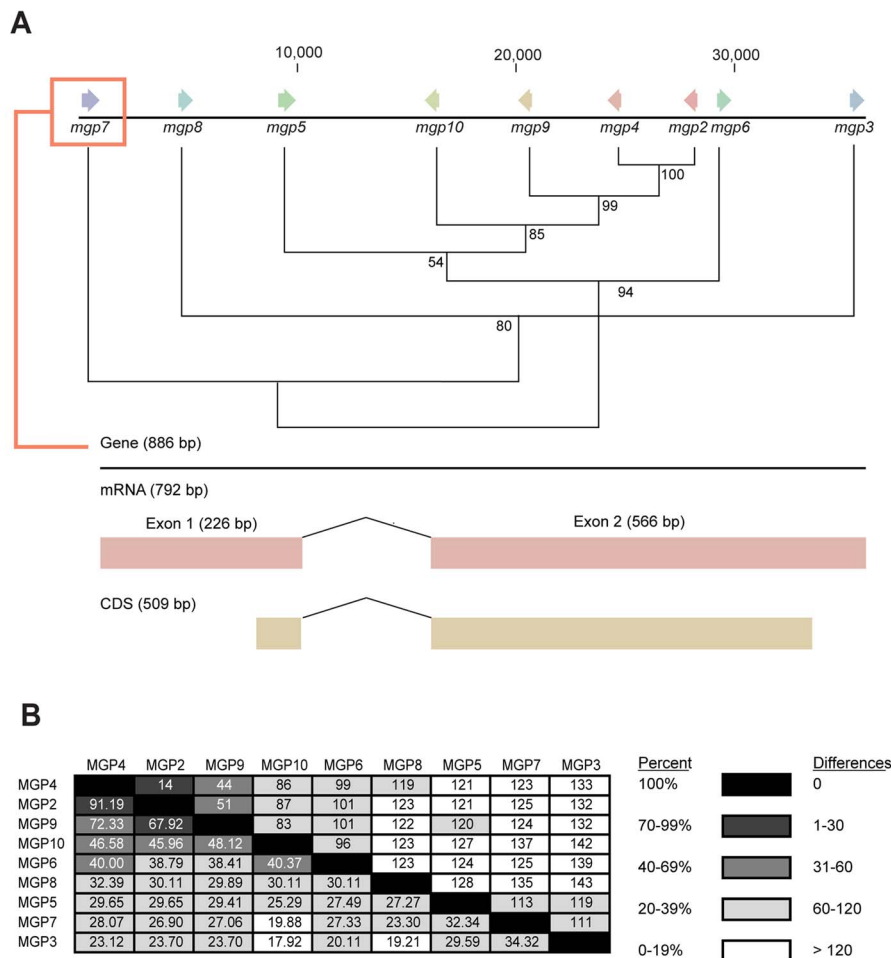 A
10,000 20,000 30,000
mgp7 mgp8 mgp5 mgp10 mgp9 mgp4 mgp2 mgp6 mgp3
100
99
85
54
94
80
Gene (886 bp)
mRNA (792 bp)
Exon 1 (226 bp) Exon 2 (566 bp)
CDS (509 bp)
B
MGP4 MGP2 MGP9 MGP10 MGP6 MGP8 MGP5 MGP7 MGP3 Percent Differences
MGP4 14 44 86 99 119 121 123 133 100% 0
MGP2 91.19 51 87 101 123 121 125 132
MGP9 72.33 67.92 83 101 122 120 124 132 70-99% 1-30
MGP10 46.58 45.96 48.12 96 123 127 137 142
MGP6 40.00 38.79 38.41 40.37 123 124 125 139 40-69% 31-60
MGP8 32.39 30.11 29.89 30.11 30.11 128 135 143
MGP5 29.65 29.65 29.41 25.29 27.49 27.27 113 119 20-39% 60-120
MGP7 28.07 26.90 27.06 19.88 27.33 23.30 32.34 111
MGP3 23.12 23.70 23.70 17.92 20.11 19.21 29.59 34.32 0-19% > 120